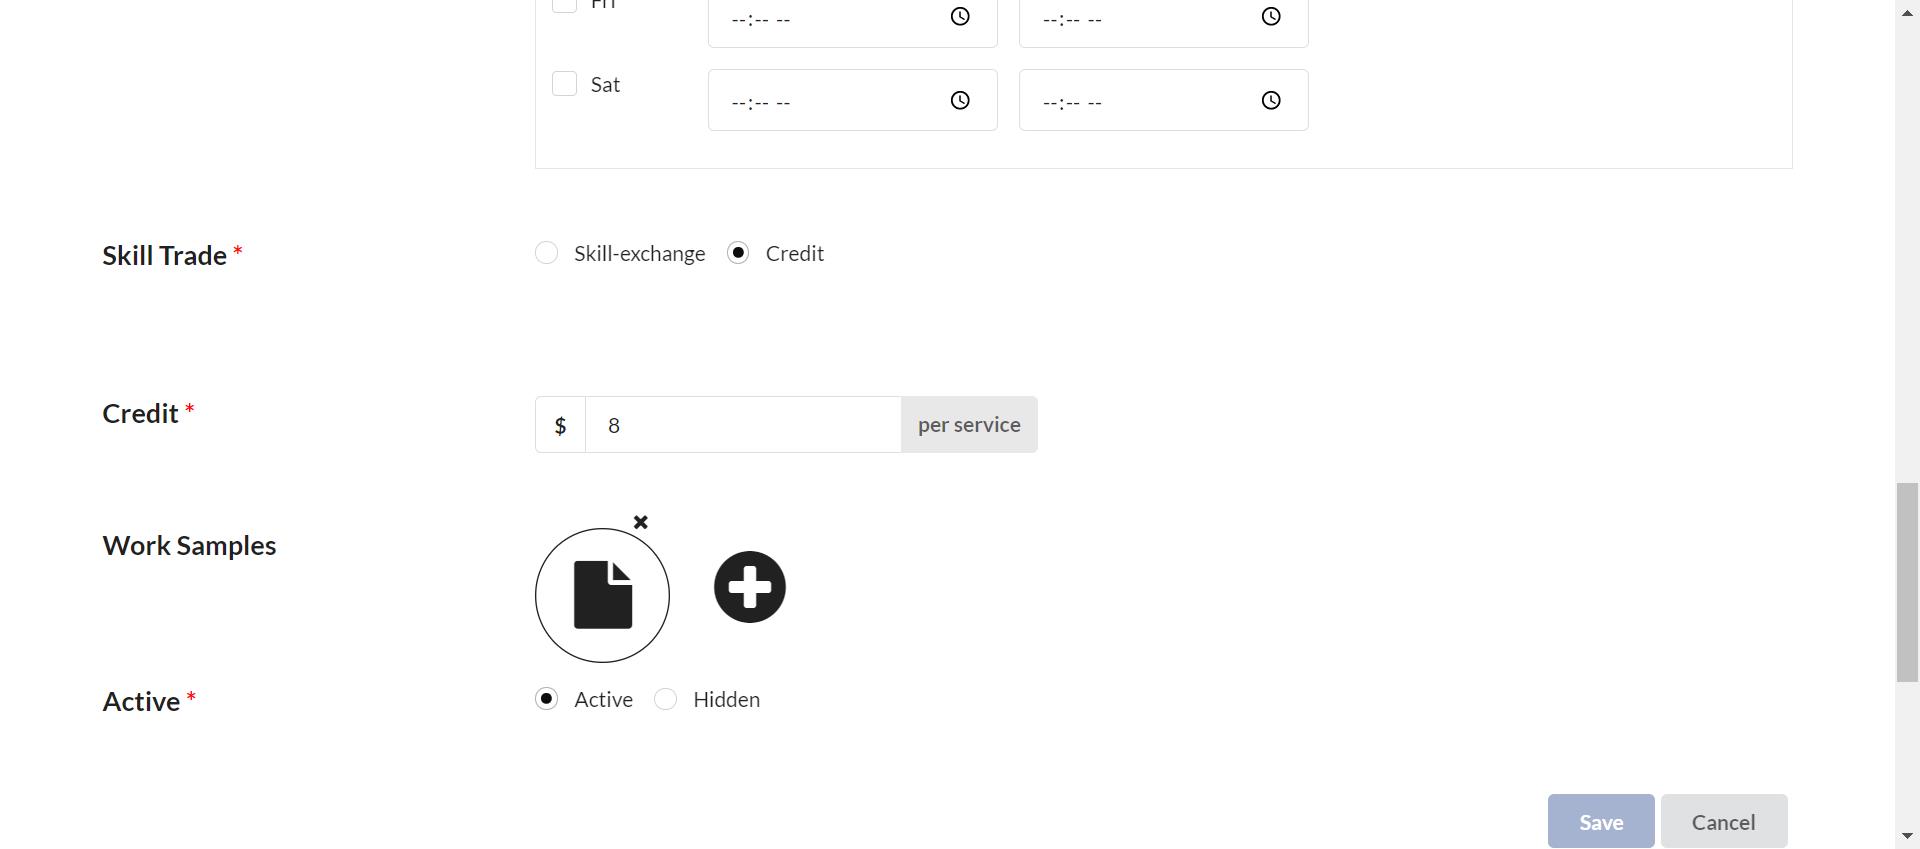 Fri
--:-- --
--:-- --
Sat
--:-- --
--:-- --
Skill Trade *
Skill-exchange
Credit
Credit *
$
8
per service
Work Samples
Active *
Active
Hidden
Save
Cancel